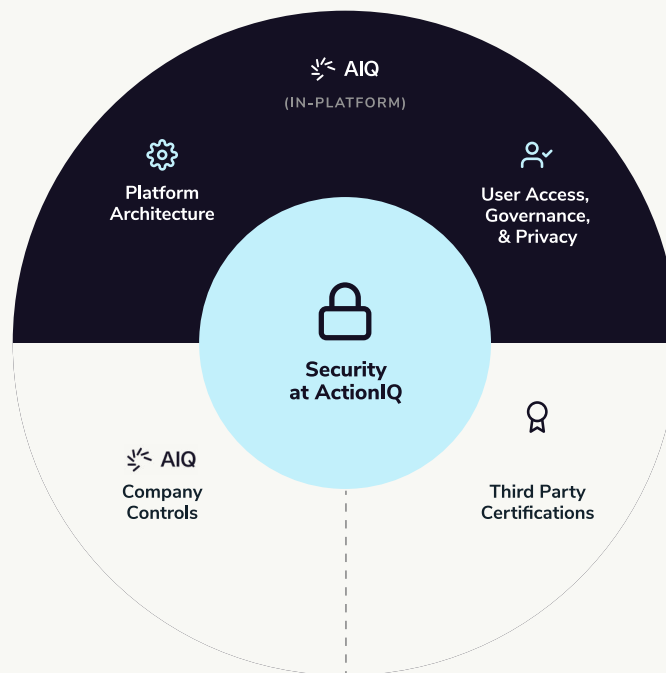 AIQ
(IN-PLATFORM)
Platform
Architecture
User Access,
Governance,
& Privacy
Security
at ActionIQ
AIQ
Company
Controls
Third Party
Certifications